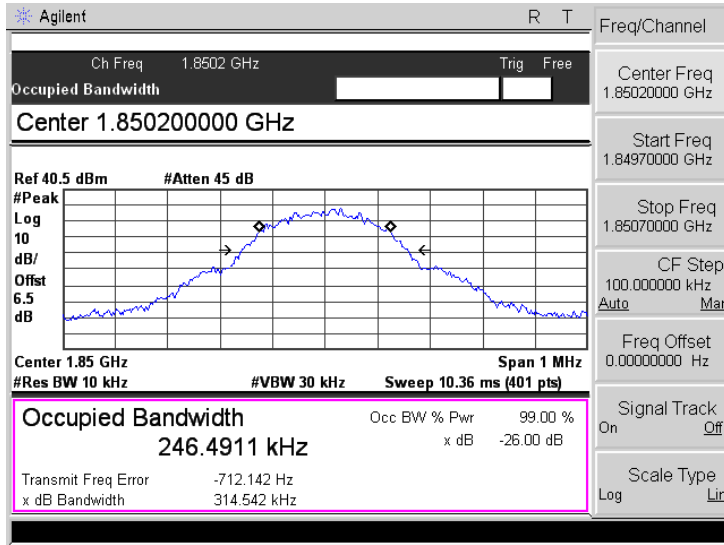 Agilent R T
Freq/Channel
Ch Freq 1.8502 GHz Trig Free
Occupied Bandwidth
Center 1.850200000 GHz
Ref 40.5 dBm #Atten 45 dB
#Peak
Log
10
dB/
Offst
6.5
dB
Center 1.85 GHz Span 1 MHz
#Res BW 10 kHz #VBW 30 kHz Sweep 10.36 ms (401 pts)
Occupied Bandwidth Occ BW % Pwr 99.00 %
246.4911 kHz x dB -26.00 dB
Transmit Freq Error -712.142 Hz
x dB Bandwidth 314.542 kHz
Center Freq
1.85020000 GHz
Start Freq
1.84970000 GHz
Stop Freq
1.85070000 GHz
CF Step
100.000000 kHz
Auto Mar
Freq Offset
0.00000000 Hz
Signal Track
On Off
Scale Type
Log Lin